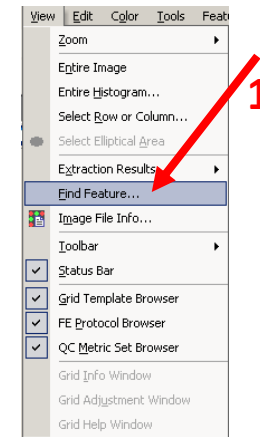 View Edit Color Tools Feat
Zoom
Entire Image
Entire Histogram...
Select Row or Column...
Select Elliptical Area
Extraction Results
Find Feature...
1
Image File Info...
Toolbar
Status Bar
Grid Template Browser
FE Protocol Browser
QC Metric Set Browser
Grid Info Window
Grid Adjustment Window
Grid Help Window